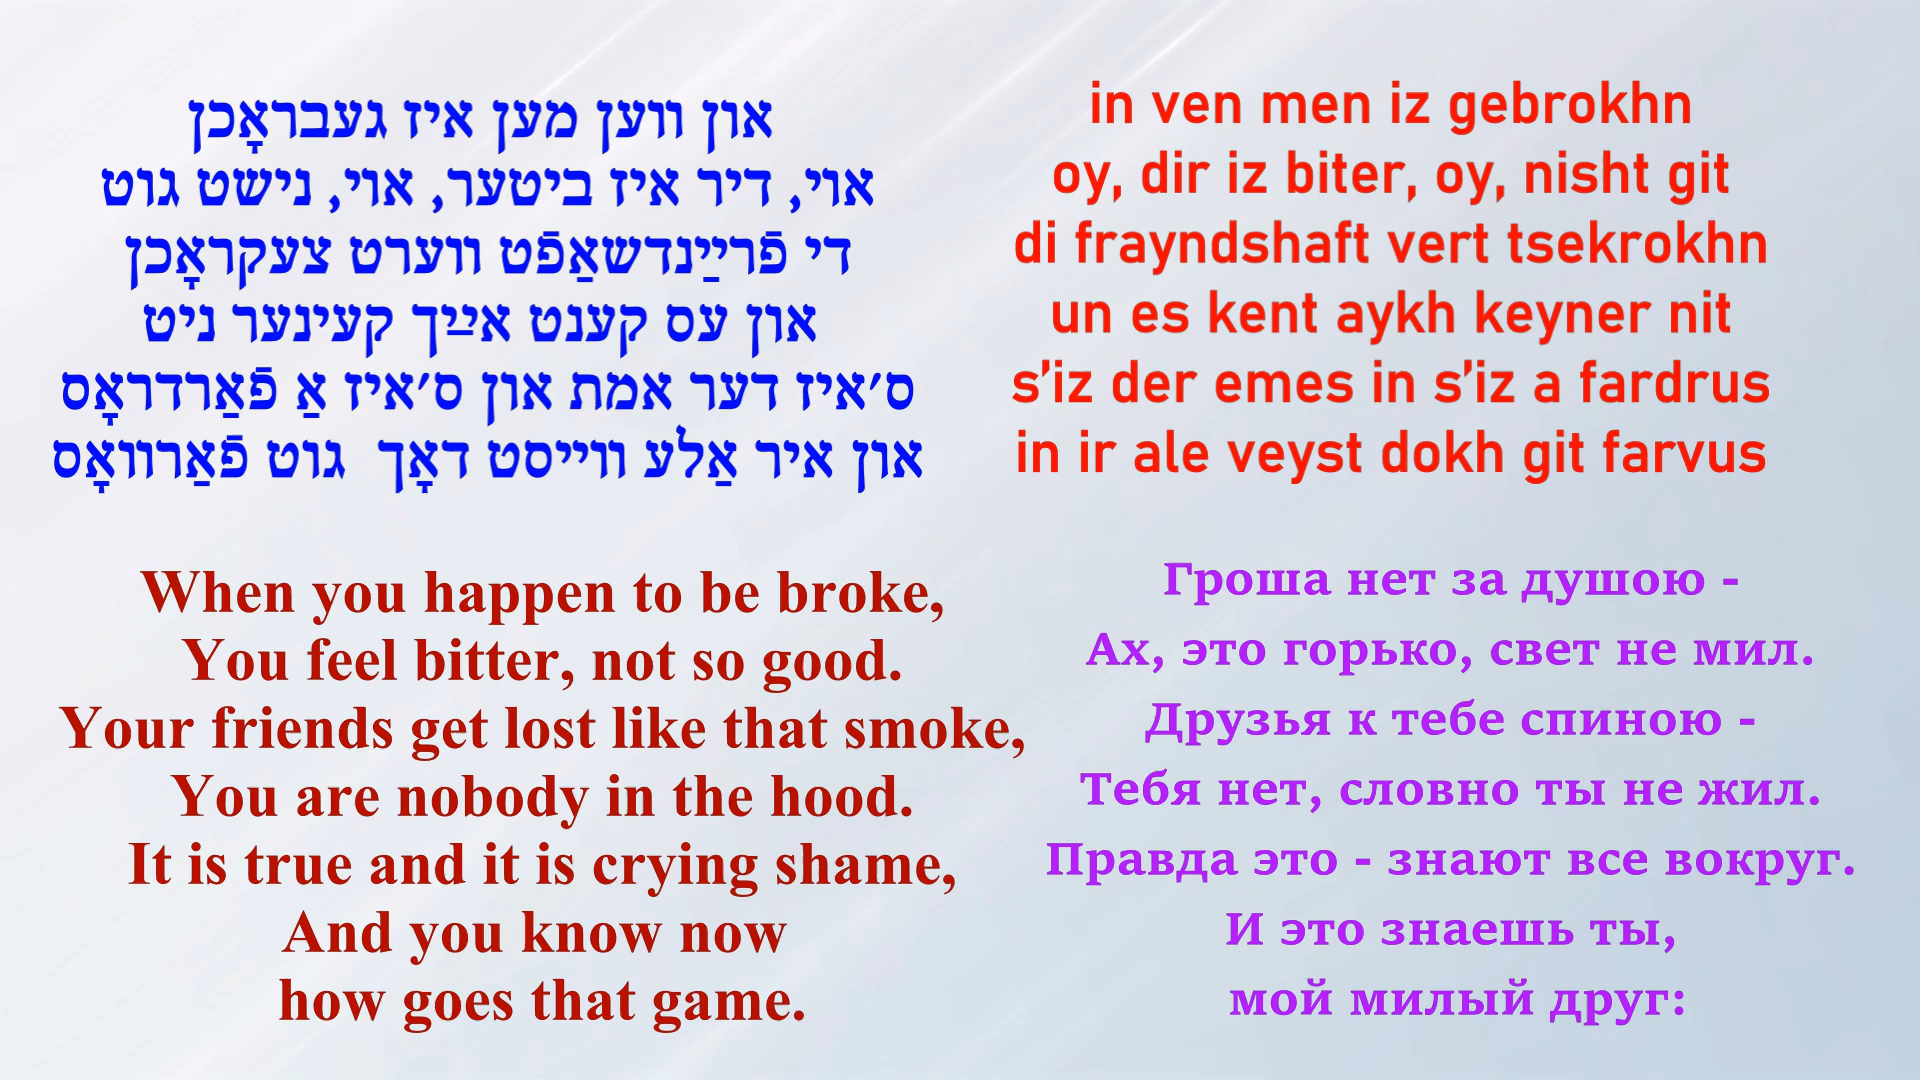 און ווען מען איז געבראָכן
אוי, דיר איז ביטער, אוי, נישט גוט
די פֿרײַנדשאַפֿט ווערט צעקראָכן
און עס קענט אײַך קעינער ניט
ס׳איז דער אמת און ס׳איז אַ פֿאַרדראָס
און איר אַלע ווייסט דאָך גוט פֿאַרוואָס
in ven men iz gebrokhn
oy, dir iz biter, oy, nisht git
di frayndshaft vert tsekrokhn
un es kent aykh keyner nit
s’iz der emes in s’iz a fardrus
in ir ale veyst dokh git farvus
When you happen to be broke,
You feel bitter, not so good.
Your friends get lost like that smoke,
You are nobody in the hood.
It is true and it is crying shame,
And you know now
how goes that game.
Гроша нет за душою -
Ах, это горько, свет не мил.
Друзья к тебе спиною -
Тебя нет, словно ты не жил.
Правда это - знают все вокруг.
И это знаешь ты,
мой милый друг: